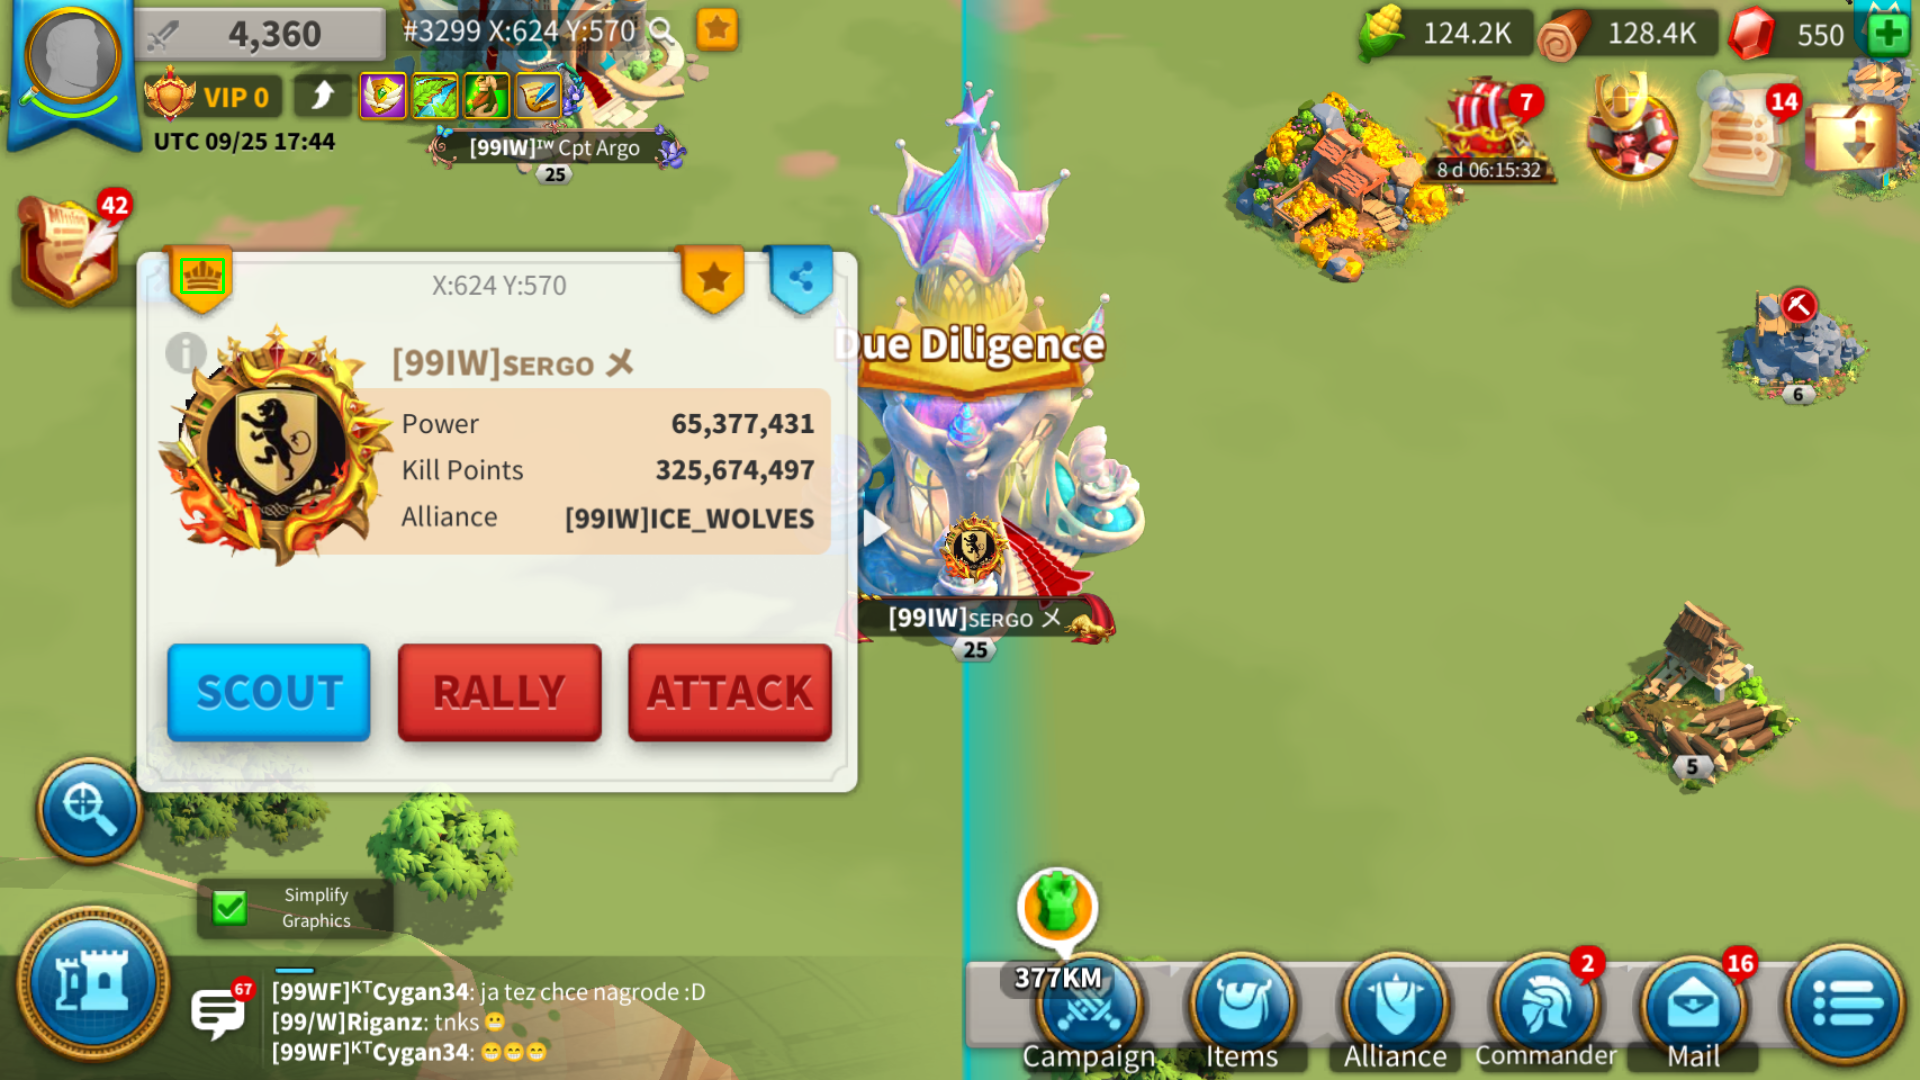 4,360
#3299 X:624 Y:570
124.2K
128.4K
550
VIP 0
UTC 09/25 17:44
[99IW]ᴵᵂ Cpt Argo
25
7
8 d 06:15:32
14
42
Mission
X:624 Y:570
[99IW]SERGO メ
Power 65,377,431
Kill Points 325,674,497
Alliance [99IW]ICE_WOLVES
SCOUT
RALLY
ATTACK
Due Diligence
[99IW]SERGO メ
25
6
5
Simplify
Graphics
377KM
67
[99WF]ᴷᵀCygan34: ja tez chce nagrode :D
[99/W]Riganz: tnks 😬
[99WF]ᴷᵀCygan34: 😁😁😁
Campaign
Items
Alliance
2
Commander
16
Mail